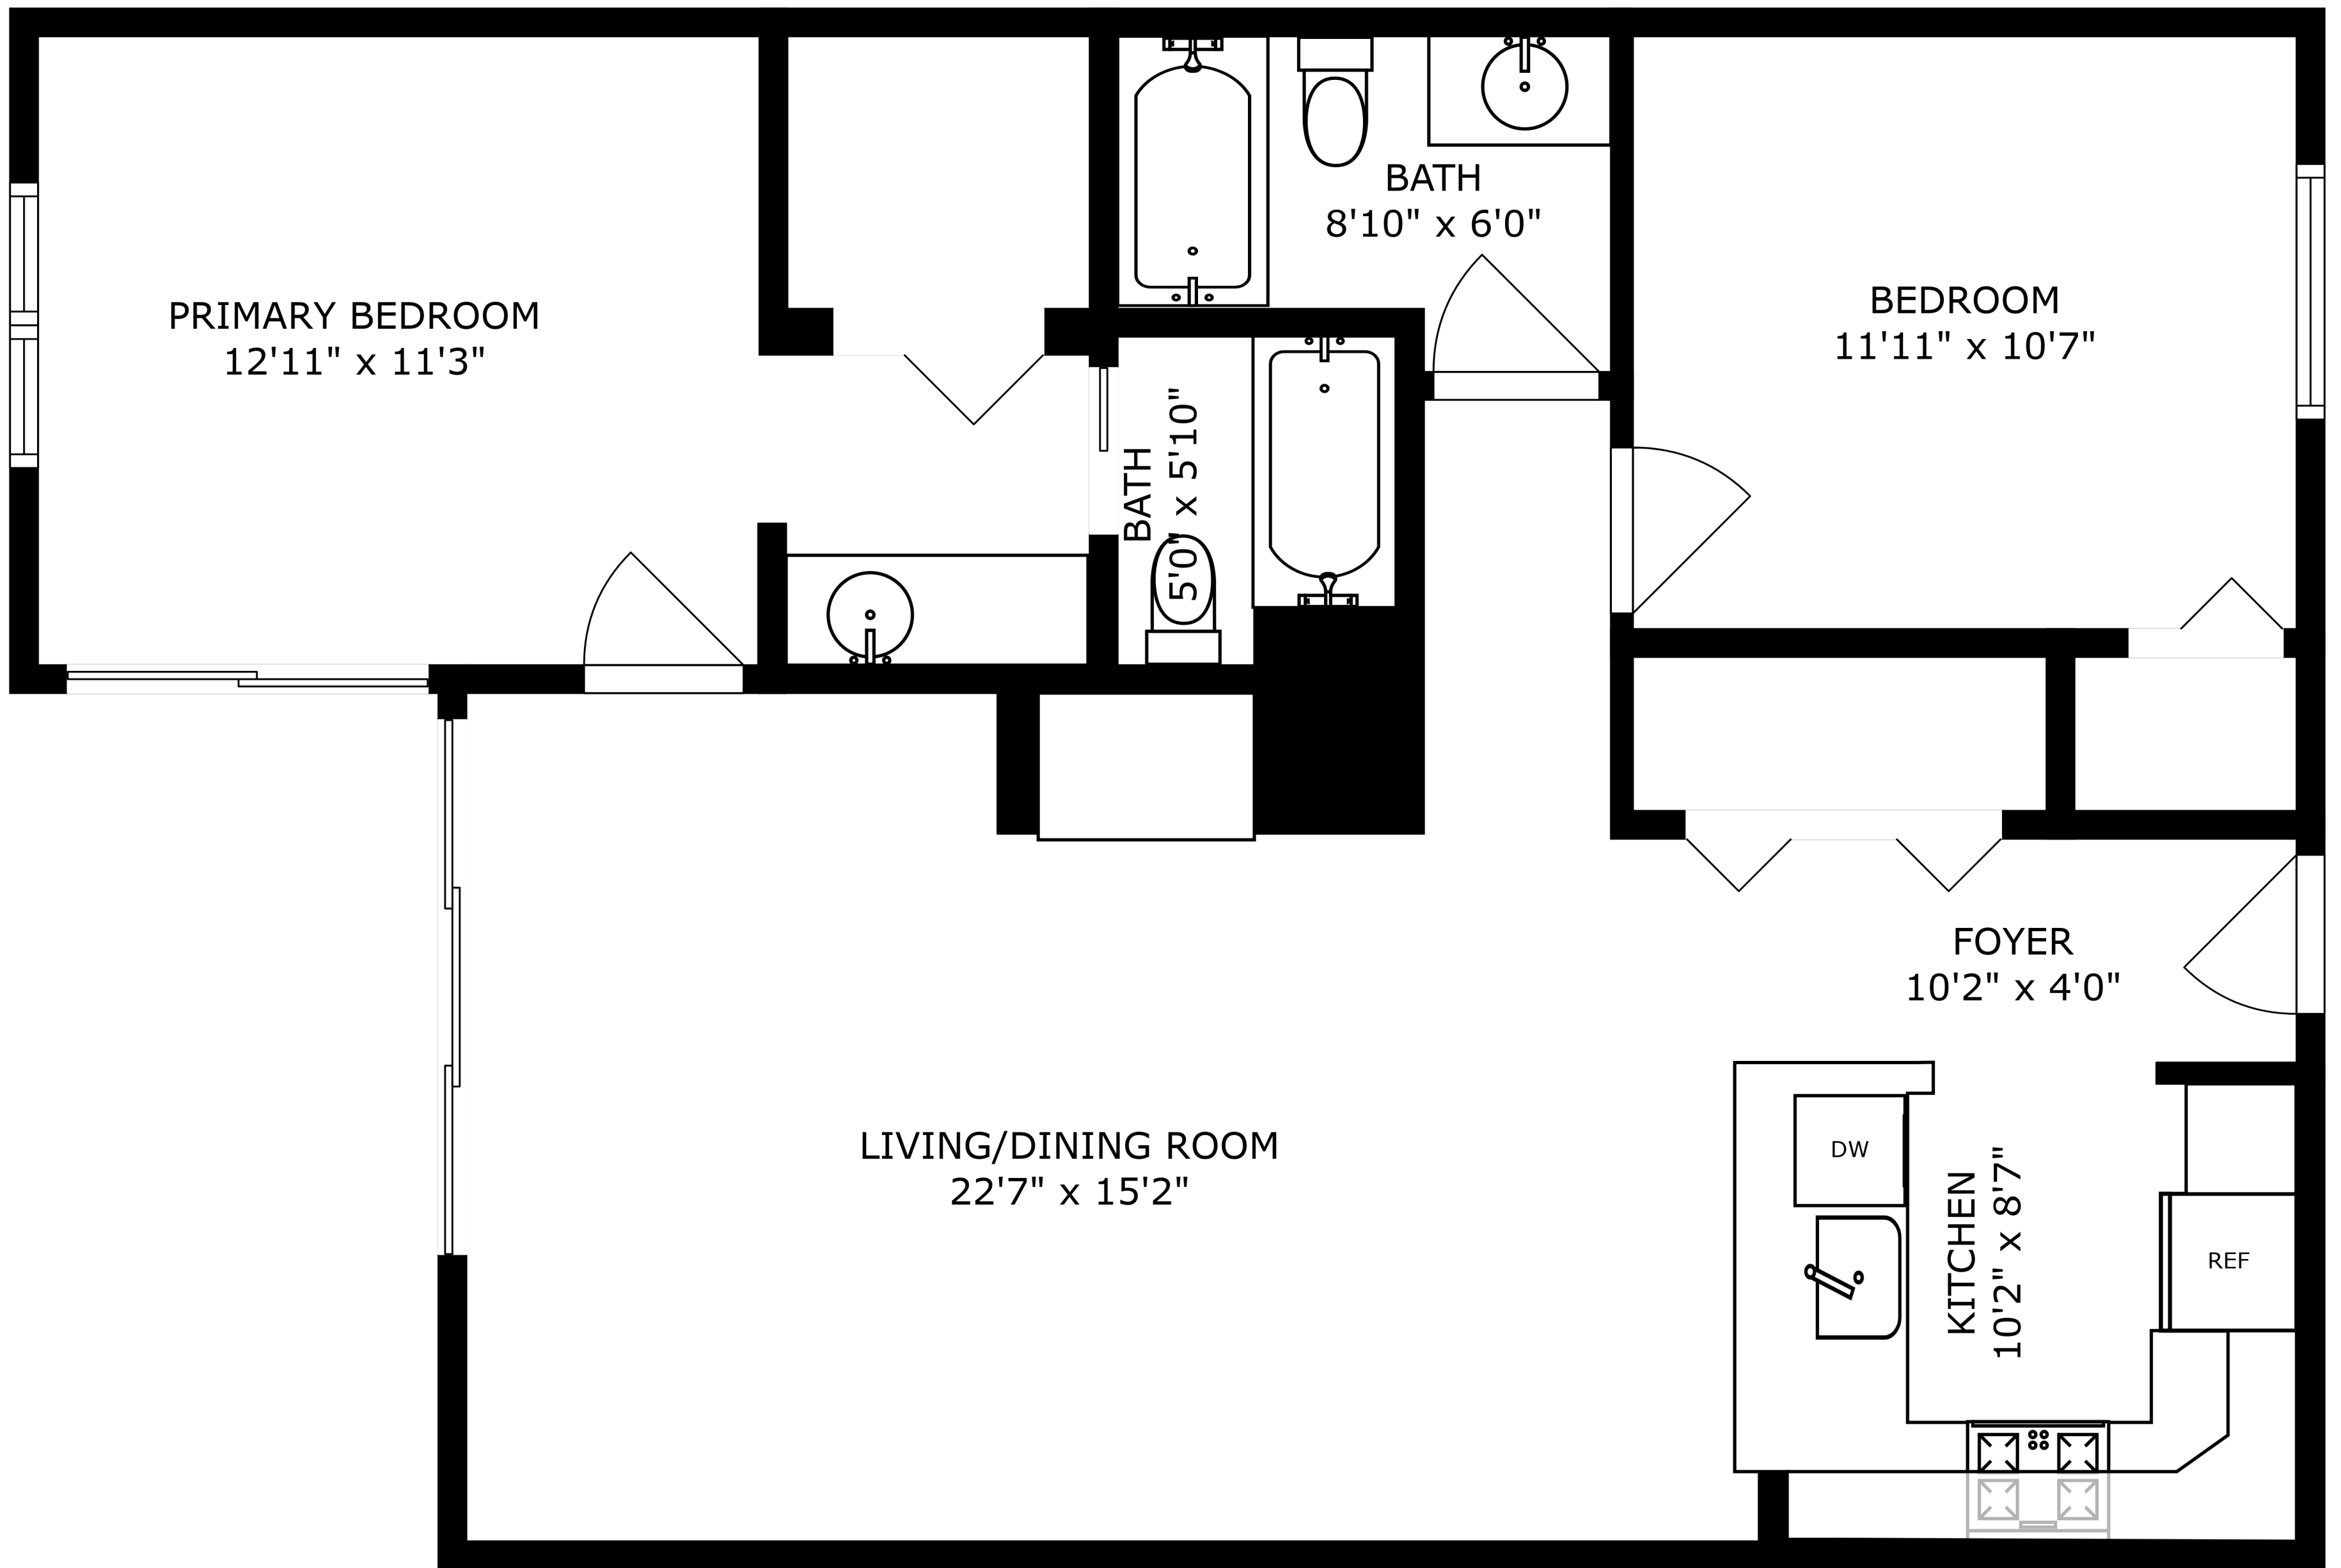 PRIMARY BEDROOM
12'11" x 11'3"
BATH
8'10" x 6'0"
BEDROOM
11'11" x 10'7"
BATH
5'0" x 5'10"
FOYER
10'2" x 4'0"
LIVING/DINING ROOM
22'7" x 15'2"
DW
KITCHEN
10'2" x 8'7"
REF